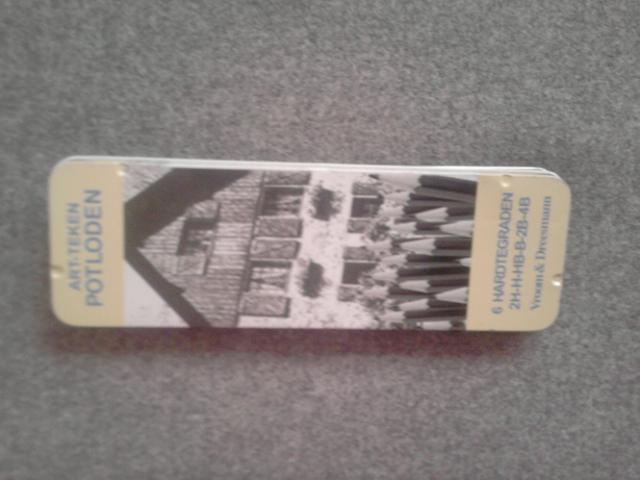 ART-TEKEN
POTLODEN
6 HARDTEGRADEN
2H-H-HB-B-2B-4B
Vroom & Dreesmann